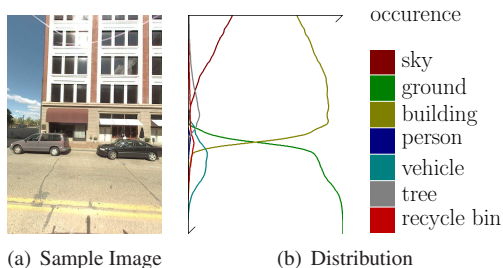 occurence
sky
ground
building
person
vehicle
tree
recycle bin
(a) Sample Image
(b) Distribution